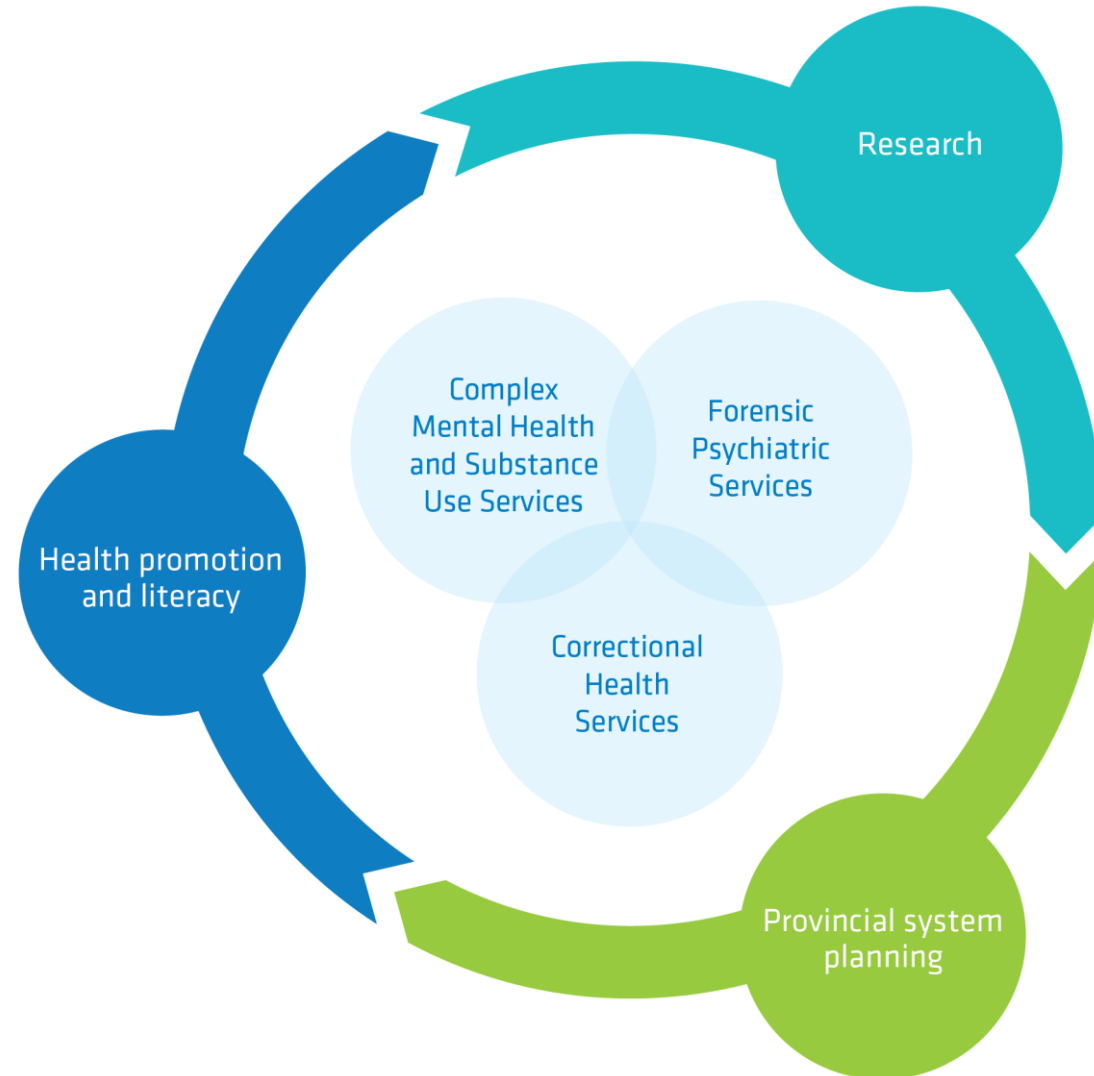 Research
Complex
Mental Health
and Substance
Use Services
Forensic
Psychiatric
Services
Health promotion
and literacy
Correctional
Health
Services
Provincial system
planning